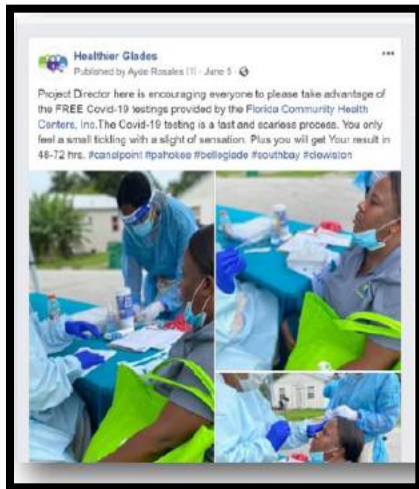 Healthier Glades
Published by Ayde Rosales [?] · June 5 ·
Project Director here is encouraging everyone to please take advantage of
the FREE Covid-19 testings provided by the Florida Community Health
Centers, Inc.The Covid-19 testing is a fast and scarless process. You only
feel a small tickling with a slight of sensation. Plus you will get Your result in
48-72 hrs. #canalpoint #pahokee #belleglade #southbay #clewiston